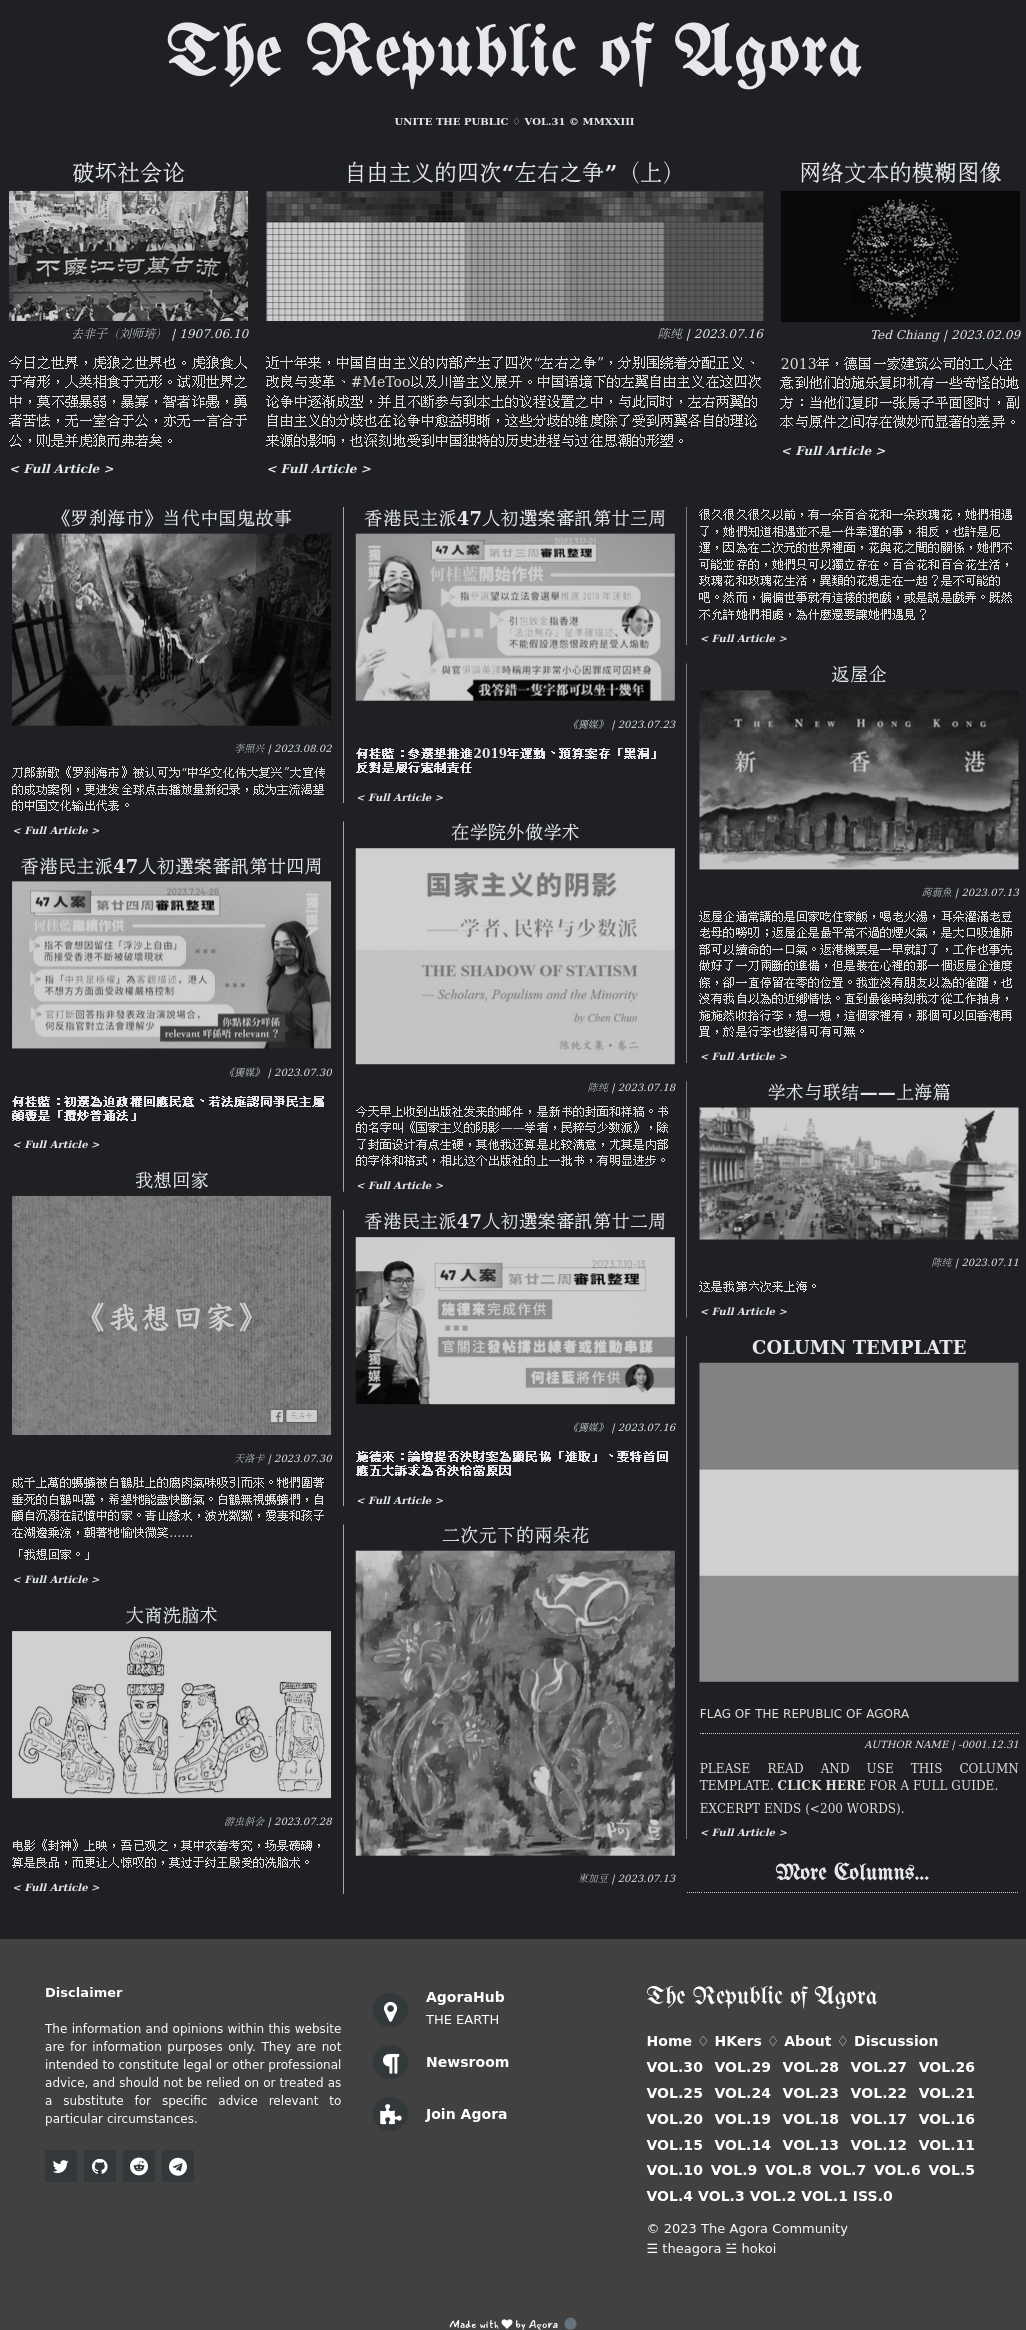 The Republic of Agora
UNITE THE PUBLIC ♢ VOL.31 © MMXXIII
破坏社会论
不廢江河萬古流
去非子（刘师培） | 1907.06.10
今日之世界，虎狼之世界也。虎狼食人
于有形，人类相食于无形。试观世界之
中，莫不强暴弱，暴寡，智者诈愚，勇
者苦怯，无一室合于公，亦无一言合于
公，则是并虎狼而弗若矣。
< Full Article >
自由主义的四次“左右之争”（上）
陈纯 | 2023.07.16
近十年来，中国自由主义的内部产生了四次“左右之争”，分别围绕着分配正义、
改良与变革、#MeToo以及川普主义展开。中国语境下的左翼自由主义在这四次
论争中逐渐成型，并且不断参与到本土的议程设置之中，与此同时，左右两翼的
自由主义的分歧也在论争中愈益明晰，这些分歧的维度除了受到两翼各自的理论
来源的影响，也深刻地受到中国独特的历史进程与过往思潮的形塑。
< Full Article >
网络文本的模糊图像
Ted Chiang | 2023.02.09
2013年，德国一家建筑公司的工人注
意到他们的施乐复印机有一些奇怪的地
方：当他们复印一张房子平面图时，副
本与原件之间存在微妙而显著的差异。
< Full Article >
《罗刹海市》当代中国鬼故事
李照兴 | 2023.08.02
刀郎新歌《罗刹海市》被认可为“中华文化伟大复兴”大宣传
的成功案例，更迸发全球点击播放量新纪录，成为主流渴望
的中国文化输出代表。
< Full Article >
香港民主派47人初選案審訊第廿四周
2023.7.24-28
47 人案 第廿四周審訊整理
何桂藍繼續作供
指不會想因留住「浮沙上自由」
而接受香港不斷被破壞現狀
指「中共是極權」為客觀描述，港人
不想方方面面受政權嚴格控制
官打斷回答指非發表政治演說場合，
何反指官對立法會理解少
你點樣分咩係
relevant 咩係唔 relevant？
《獨媒》 | 2023.07.30
何桂藍：初選為迫政權回應民意、若法庭認同爭民主屬
顛覆是「攬炒普通法」
< Full Article >
我想回家
《我想回家》
天洛卡 | 2023.07.30
成千上萬的螞蟻被白鶴肚上的腐肉氣味吸引而來。牠們圍著
垂死的白鶴叫囂，希望牠能盡快斷氣。白鶴無視螞蟻們，自
顧自沉溺在記憶中的家。青山綠水，波光粼粼，愛妻和孩子
在湖邊乘涼，朝著牠愉快微笑……
「我想回家。」
< Full Article >
大商洗脑术
游虫斜会 | 2023.07.28
电影《封神》上映，吾已观之，其中衣着考究，场景磅礴，
算是良品，而更让人惊叹的，莫过于纣王殷受的洗脑术。
< Full Article >
香港民主派47人初選案審訊第廿三周
2023.7.17-21
47 人案 第廿三周審訊整理
何桂藍開始作供
指參選望以立法會選舉推進 2019 年運動
引包致金指香港
「法治無存」是準確描述，
不能假設港怨恨政府是受人煽動
與官爭論英譯時稱用字非常小心因罪成可囚終身
我答錯一隻字都可以坐十幾年
《獨媒》 | 2023.07.23
何桂藍：參選望推進2019年運動、預算案存「黑洞」
反對是履行憲制責任
< Full Article >
在学院外做学术
国家主义的阴影
——学者、民粹与少数派
THE SHADOW OF STATISM
— Scholars, Populism and the Minority
by Chen Chun
陈纯文集·卷二
陈纯 | 2023.07.18
今天早上收到出版社发来的邮件，是新书的封面和样稿。书
的名字叫《国家主义的阴影——学者，民粹与少数派》，除
了封面设计有点生硬，其他我还算是比较满意，尤其是内部
的字体和格式，相比这个出版社的上一批书，有明显进步。
< Full Article >
香港民主派47人初選案審訊第廿二周
2023.7.10-13
47 人案 第廿二周審訊整理
施德來完成作供
官關注發帖擲出線者或推動串謀
何桂藍將作供
獨媒
《獨媒》 | 2023.07.16
施德來：論壇提否決財案為顯民協「進取」、要特首回
應五大訴求為否決恰當原因
< Full Article >
二次元下的兩朵花
阿豆
東加豆 | 2023.07.13
很久很久很久以前，有一朵百合花和一朵玫瑰花，她們相遇
了，她們知道相遇並不是一件幸運的事，相反，也許是厄
運，因為在二次元的世界裡面，花與花之間的關係，她們不
可能並存的，她們只可以獨立存在。百合花和百合花生活，
玫瑰花和玫瑰花生活，異類的花想走在一起？是不可能的
吧。然而，偏偏世事就有這樣的把戲，或是説是戲弄。既然
不允許她們相處，為什麼還要讓她們遇見？
< Full Article >
返屋企
THE NEW HONG KONG
新 香 港
蒟蒻魚 | 2023.07.13
返屋企通常講的是回家吃住家飯，喝老火湯，耳朵灌滿老豆
老母的嘮叨；返屋企是最平常不過的煙火氣，是大口吸進肺
部可以續命的一口氣。返港機票是一早就訂了，工作也事先
做好了一刀兩斷的準備，但是裝在心裡的那一個返屋企進度
條，卻一直停留在零的位置。我並沒有朋友以為的雀躍，也
沒有我自以為的近鄉情怯。直到最後時刻我才從工作抽身，
施施然收拾行李，想一想，這個家裡有，那個可以回香港再
買，於是行李也變得可有可無。
< Full Article >
学术与联结——上海篇
陈纯 | 2023.07.11
这是我第六次来上海。
< Full Article >
COLUMN TEMPLATE
FLAG OF THE REPUBLIC OF AGORA
AUTHOR NAME | -0001.12.31
PLEASE READ AND USE THIS COLUMN
TEMPLATE. CLICK HERE FOR A FULL GUIDE.
EXCERPT ENDS (<200 WORDS).
< Full Article >
More Columns...
Disclaimer
The information and opinions within this website
are for information purposes only. They are not
intended to constitute legal or other professional
advice, and should not be relied on or treated as
a substitute for specific advice relevant to
particular circumstances.
AgoraHub
THE EARTH
Newsroom
Join Agora
The Republic of Agora
Home ♢ HKers ♢ About ♢ Discussion
VOL.30 VOL.29 VOL.28 VOL.27 VOL.26
VOL.25 VOL.24 VOL.23 VOL.22 VOL.21
VOL.20 VOL.19 VOL.18 VOL.17 VOL.16
VOL.15 VOL.14 VOL.13 VOL.12 VOL.11
VOL.10 VOL.9 VOL.8 VOL.7 VOL.6 VOL.5
VOL.4 VOL.3 VOL.2 VOL.1 ISS.0
© 2023 The Agora Community
☰ theagora ☱ hokoi
Made with ♥ by Agora